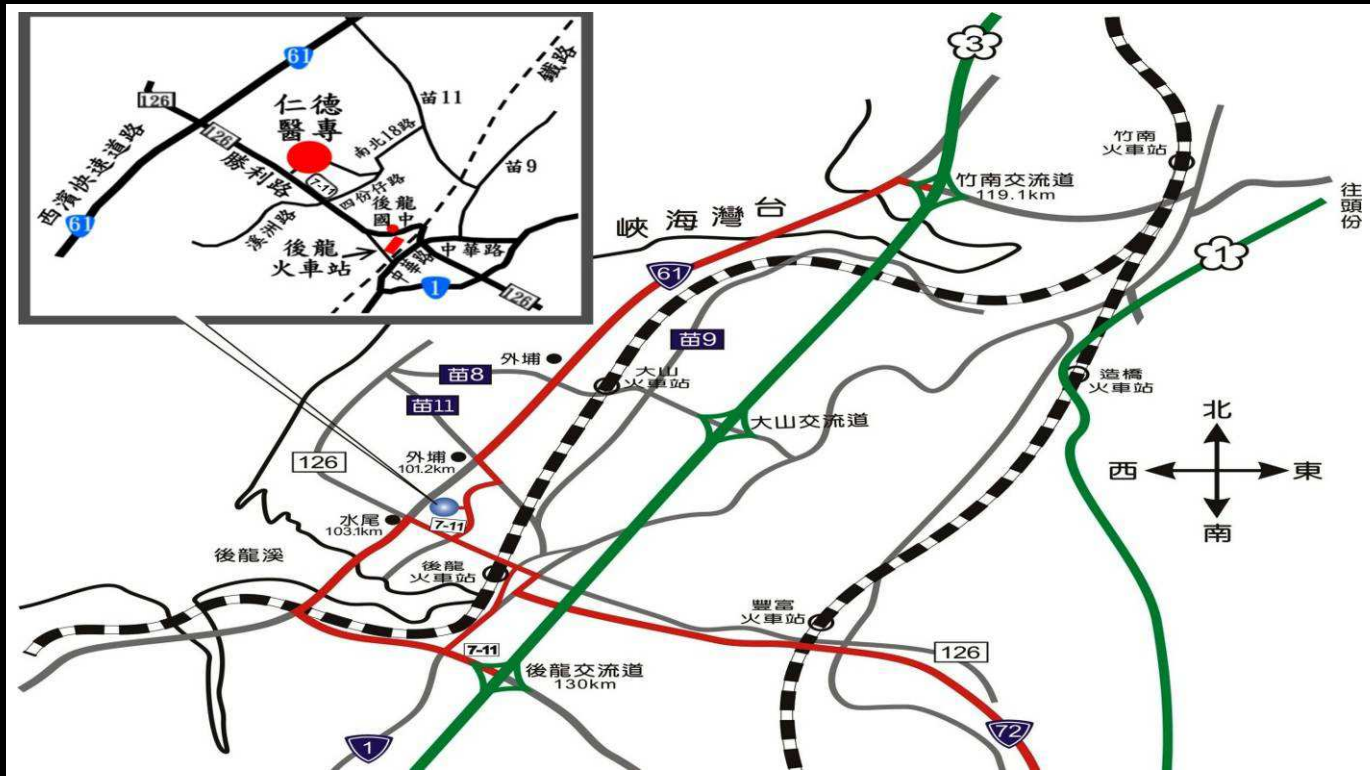 61
126
西濱快速道路
61
126
勝利路
仁德
醫專
7-11
南北18路
四份仔路
溪洲路
苗11
苗9
鐵路
後龍
國中
後龍
火車站
中華路
中華路
1
126
3
竹南
火車站
竹南交流道
119.1km
往頭份
1
峽海灣台
61
苗9
外埔
大山
火車站
苗8
苗11
大山交流道
造橋
火車站
北
西
東
南
外埔
101.2km
126
7-11
水尾
103.1km
後龍溪
後龍
火車站
豐富
火車站
126
7-11
後龍交流道
130km
1
72